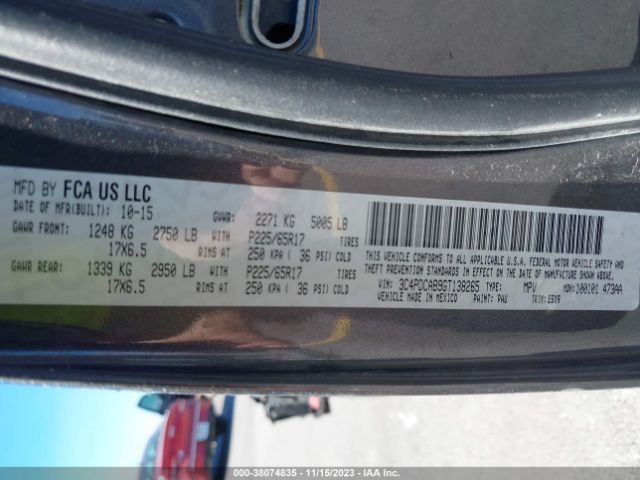 MFD BY FCA US LLC
DATE OF MFR(BUILT): 10-15 GVWR: 2271 KG 5005 LB
GAWR FRONT: 1248 KG 2750 LB WITH P225/65R17 TIRES
17X6.5 RIMS AT 250 KPA ( 36 PSI) COLD
GAWR REAR: 1339 KG 2950 LB WITH P225/65R17 TIRES
17X6.5 RIMS AT 250 KPA ( 36 PSI) COLD
THIS VEHICLE CONFORMS TO ALL APPLICABLE U.S.A. FEDERAL MOTOR VEHICLE SAFETY AND
THEFT PREVENTION STANDARDS IN EFFECT ON THE DATE OF MANUFACTURE SHOWN ABOVE.
VIN: 3C4PDCAB9GT138265 TYPE: MPV MDH: 100101 473AA
VEHICLE MADE IN MEXICO PAINT: PAU TRIM: E5X9
000-38074835 - 11/15/2023 - IAA Inc.